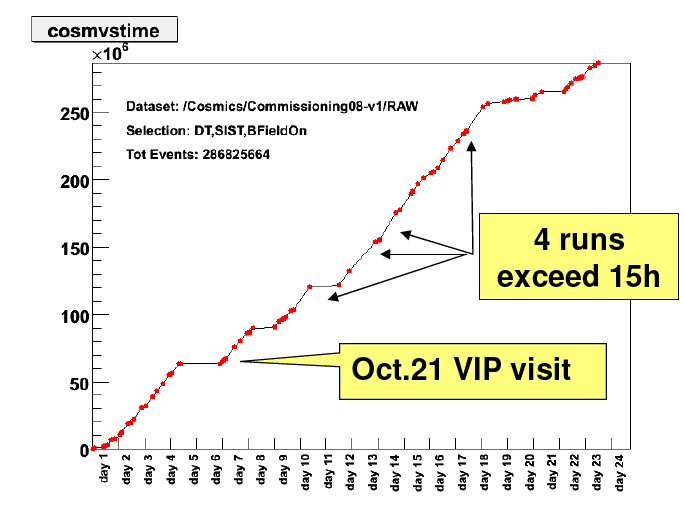 cosmvstime
×10⁶
Dataset: /Cosmics/Commissioning08-v1/RAW
Selection: DT,SIST,BFieldOn
Tot Events: 286825664
250
200
150
100
50
0
4 runs
exceed 15h
Oct.21 VIP visit
day 1
day 2
day 3
day 4
day 5
day 6
day 7
day 8
day 9
day 10
day 11
day 12
day 13
day 14
day 15
day 16
day 17
day 18
day 19
day 20
day 21
day 22
day 23
day 24